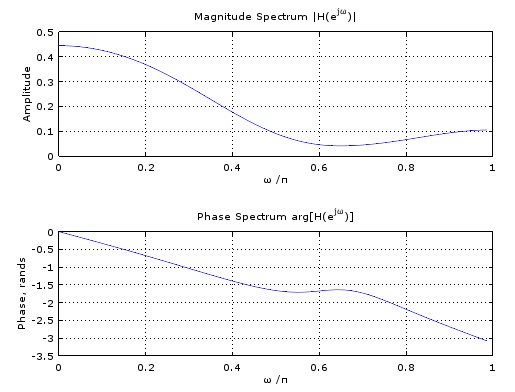 Magnitude Spectrum |H(e^jω)|
Amplitude
0.5
0.4
0.3
0.2
0.1
0
0 0.2 0.4 0.6 0.8 1
ω /π
Phase Spectrum arg[H(e^jω)]
Phase, rands
0
-0.5
-1
-1.5
-2
-2.5
-3
-3.5
0 0.2 0.4 0.6 0.8 1
ω /π